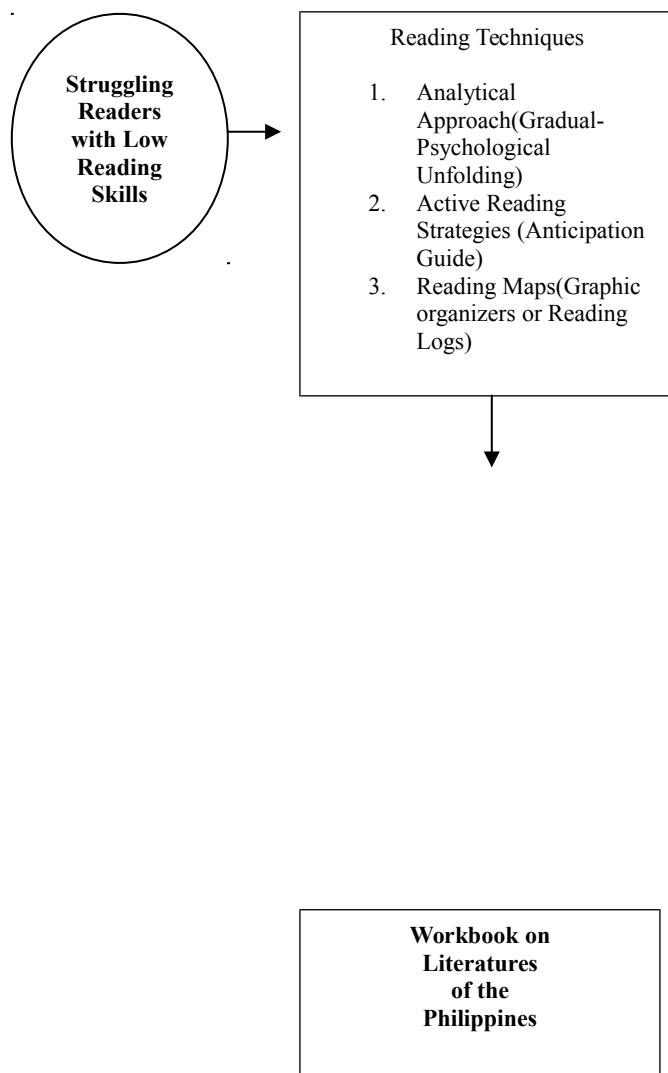 Struggling
Readers
with Low
Reading
Skills
Reading Techniques
1. Analytical
Approach(Gradual-
Psychological
Unfolding)
2. Active Reading
Strategies (Anticipation
Guide)
3. Reading Maps(Graphic
organizers or Reading
Logs)
Workbook on
Literatures
of the
Philippines